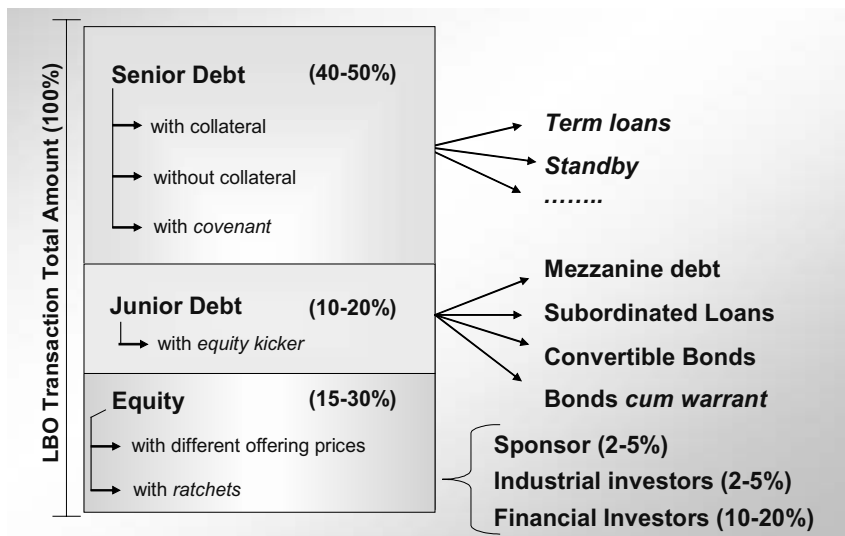 LBO Transaction Total Amount (100%)
Senior Debt (40-50%)
with collateral
without collateral
with covenant
Term loans
Standby
……..
Junior Debt (10-20%)
with equity kicker
Mezzanine debt
Subordinated Loans
Convertible Bonds
Bonds cum warrant
Equity (15-30%)
with different offering prices
with ratchets
Sponsor (2-5%)
Industrial investors (2-5%)
Financial Investors (10-20%)